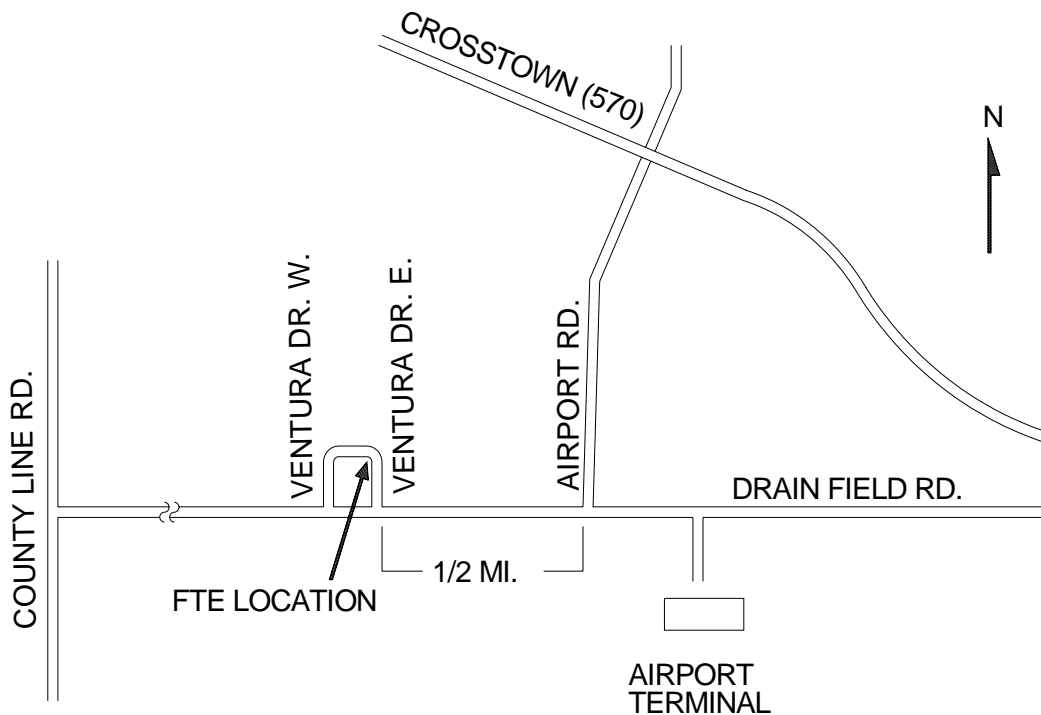 CROSSTOWN (570)
N
VENTURA DR. W.
VENTURA DR. E.
AIRPORT RD.
COUNTY LINE RD.
DRAIN FIELD RD.
1/2 MI.
FTE LOCATION
AIRPORT
TERMINAL